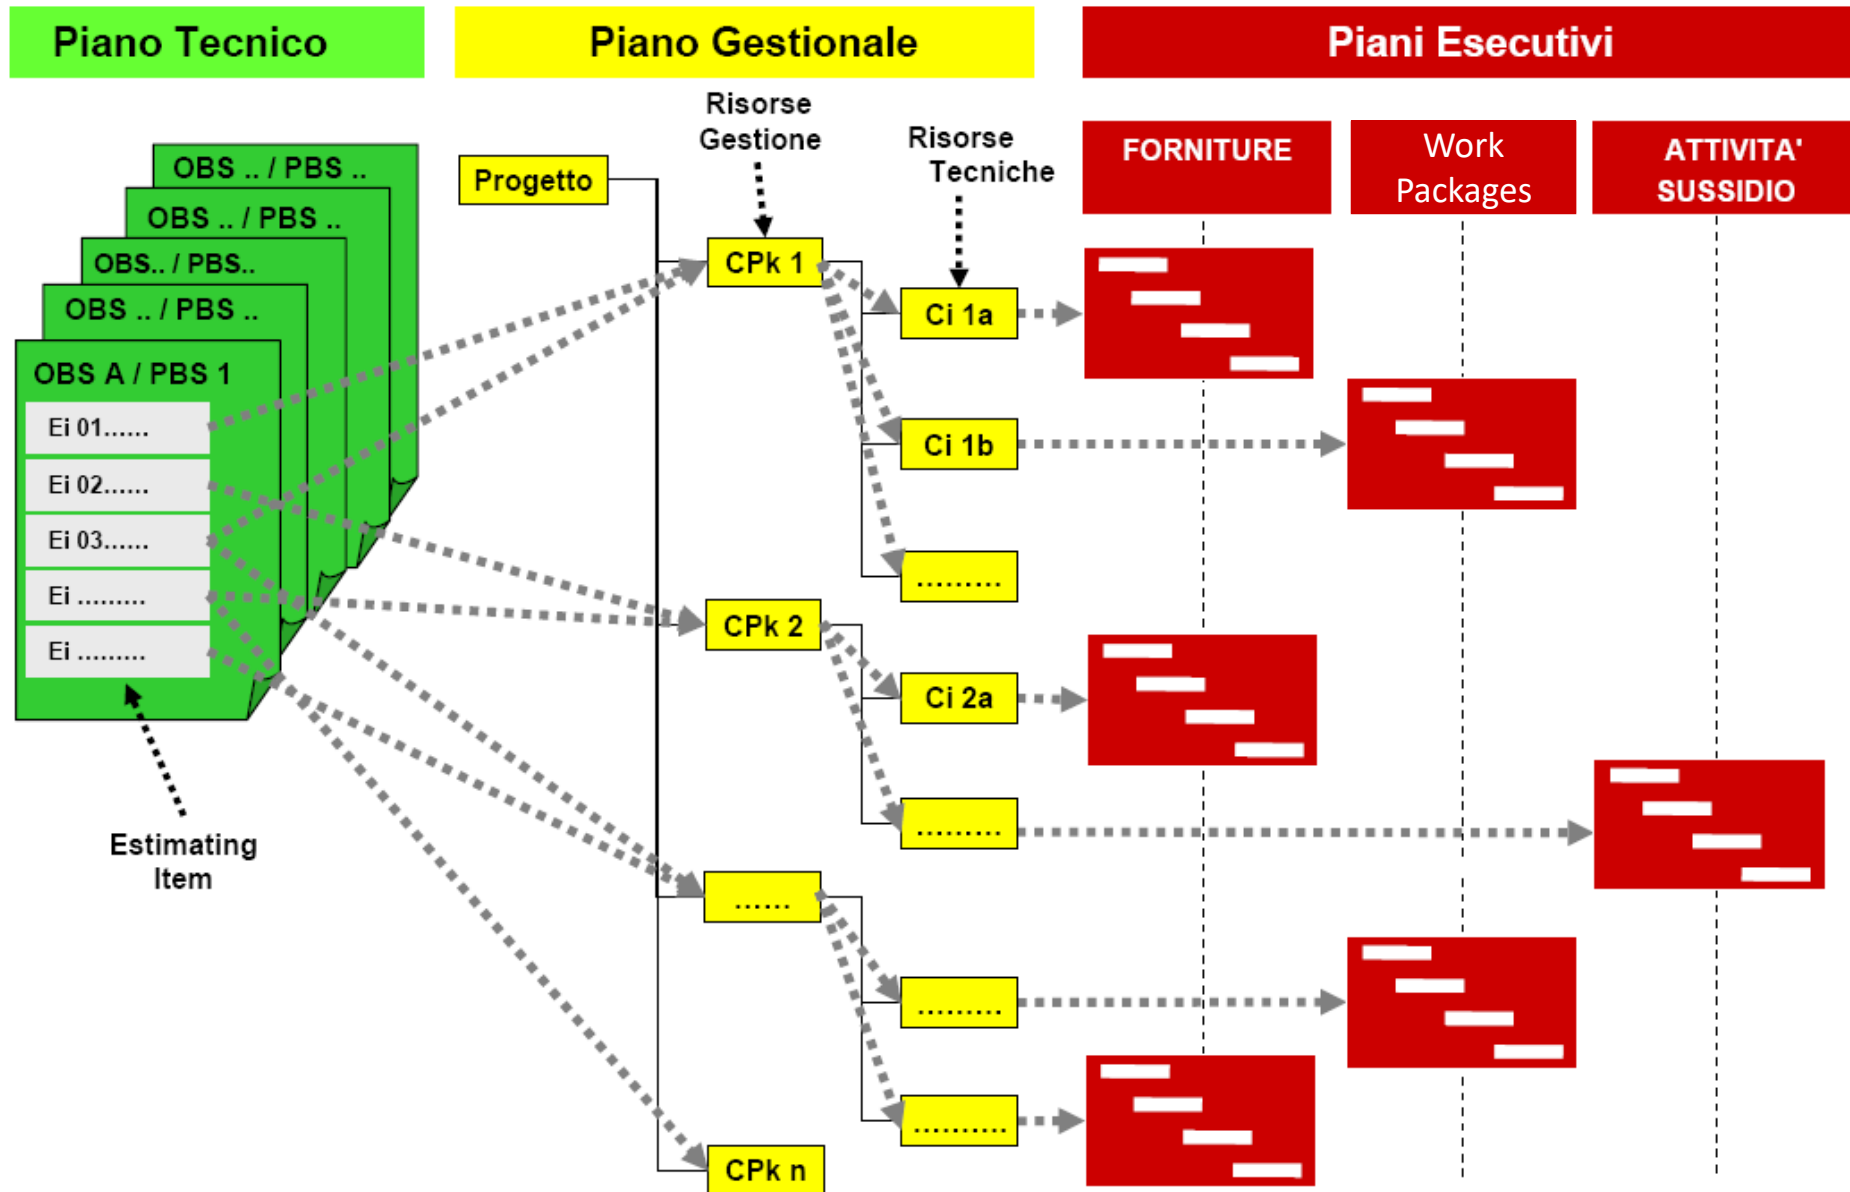 Piano Tecnico
Piano Gestionale
Piani Esecutivi
OBS .. / PBS ..
OBS .. / PBS ..
OBS.. / PBS..
OBS .. / PBS ..
OBS A / PBS 1
Ei 01......
Ei 02......
Ei 03......
Ei .........
Ei .........
Estimating
Item
Progetto
Risorse
Gestione
Risorse
Tecniche
CPk 1
Ci 1a
Ci 1b
.........
CPk 2
Ci 2a
.........
......
.........
..........
CPk n
FORNITURE
Work
Packages
ATTIVITA'
SUSSIDIO